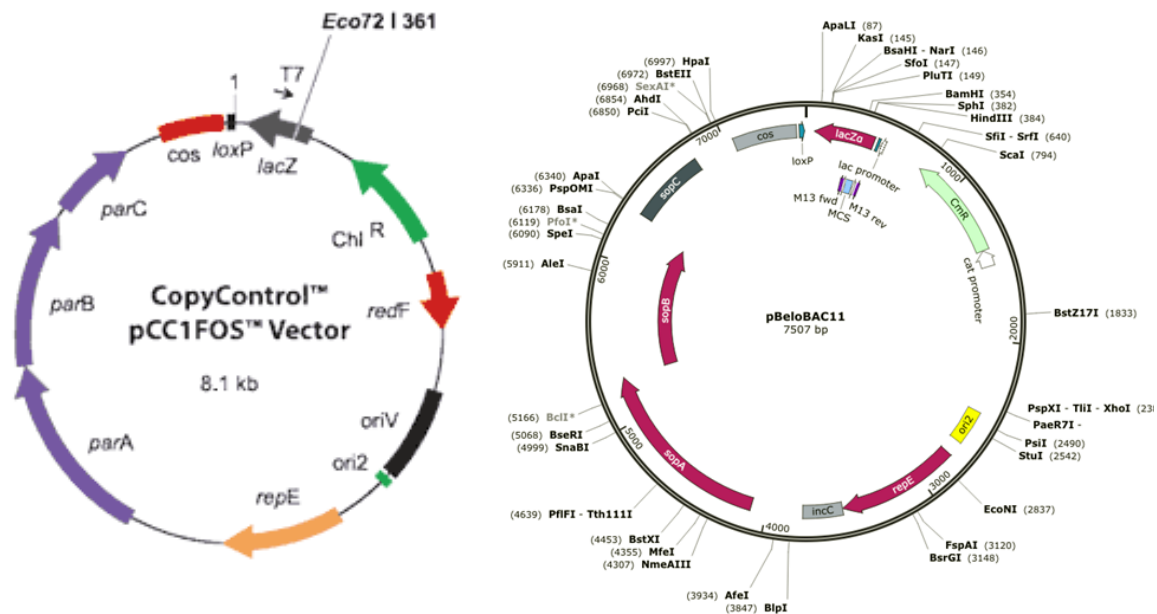 Eco72 I 361
T7
1
cos
loxP
lacZ
parC
Chl R
parB
CopyControl™
pCC1FOS™ Vector
redF
8.1 kb
oriV
parA
ori2
repE
ApaLI (87)
KasI (145)
BsaHI - NarI (146)
SfoI (147)
PluTI (149)
BamHI (354)
SphI (382)
HindIII (384)
SfiI - SrfI (640)
ScaI (794)
(6997) HpaI
(6972) BstEII
(6968) SexAI*
(6854) AhdI
(6850) PciI
(6340) ApaI
(6336) PspOMI
(6178) BsaI
(6119) PfoI*
(6090) SpeI
(5911) AleI
(5166) BclI*
(5068) BseRI
(4999) SnaBI
(4639) PflFI - Tth111I
(4453) BstXI
(4355) MfeI
(4307) NmeAIII
(3934) AfeI
(3847) BlpI
BstZ17I (1833)
PspXI - TliI - XhoI (238
PaeR7I -
PsiI (2490)
StuI (2542)
EcoNI (2837)
FspAI (3120)
BsrGI (3148)
7000
cos
loxP
lacZα
lac promoter
M13 fwd
MCS
M13 rev
1000
CmR
cat promoter
2000
ori2
3000
repE
incC
4000
sopA
5000
sopB
6000
sopC
pBeloBAC11
7507 bp